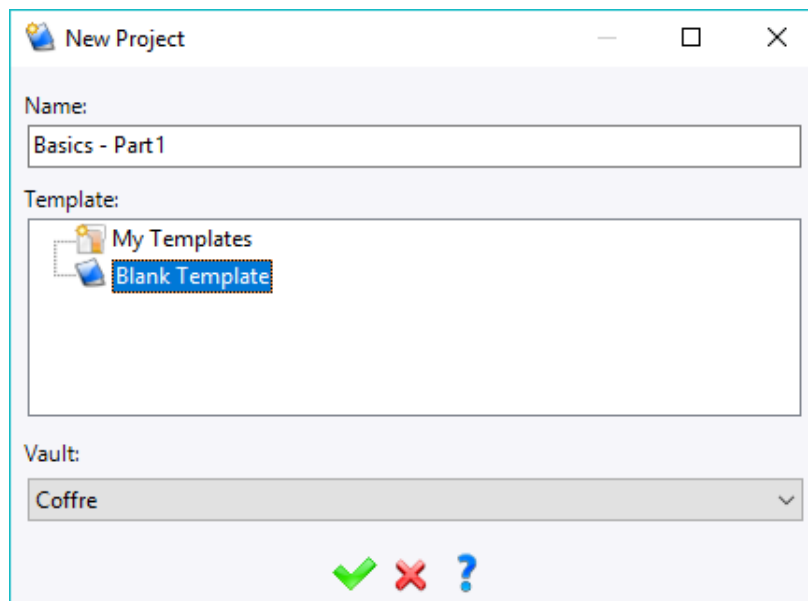 New Project
Name:
Basics - Part1
Template:
My Templates
Blank Template
Vault:
Coffre